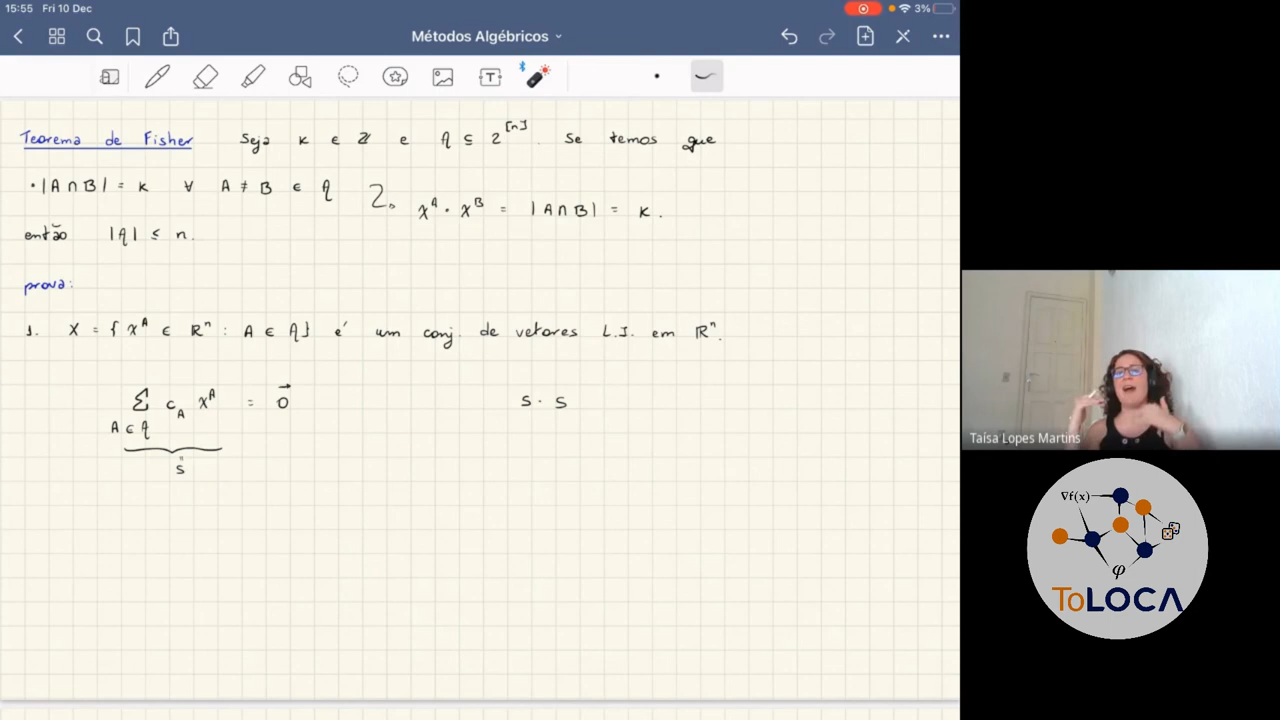 15:55 Fri 10 Dec
3%
Métodos Algébricos
T
Teorema de Fisher Seja k ∈ ℤ e 𝒜 ⊆ 2^[n]. Se temos que
• |A ∩ B| = k ∀ A ≠ B ∈ 𝒜
2. χ^A · χ^B = |A ∩ B| = k.
então |𝒜| ≤ n.
prova:
1. X = { χ^A ∈ ℝ^n : A ∈ 𝒜 } é um conj. de vetores L.I. em ℝ^n.
∑_{A ∈ 𝒜} c_A χ^A = 0⃗
s · s
s
Taísa Lopes Martins
∇f(x)
φ
ToLOCA